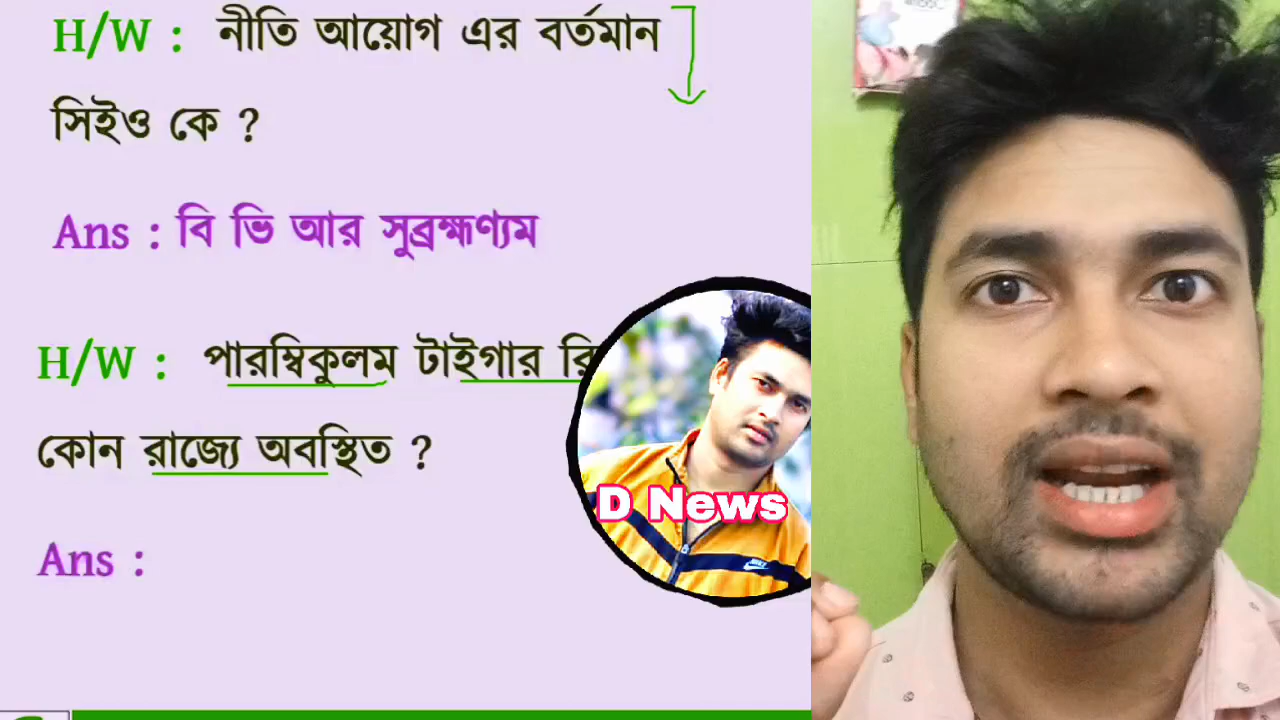 H/W : নীতি আয়োগ এর বর্তমান
সিইও কে ?
Ans : বি ভি আর সুব্রহ্মণ্যম
H/W : পারম্বিকুলম টাইগার
কোন রাজ্যে অবস্থিত ?
Ans :
D News